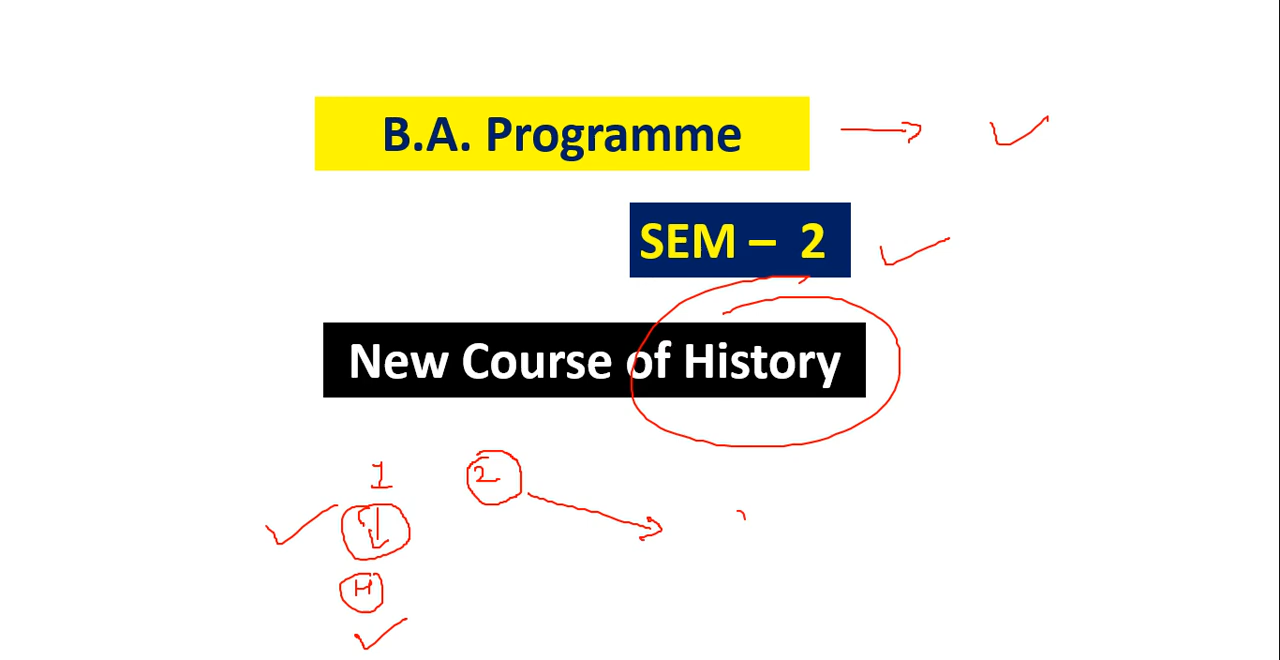 B.A. Programme
SEM – 2
New Course of History
1 2
H